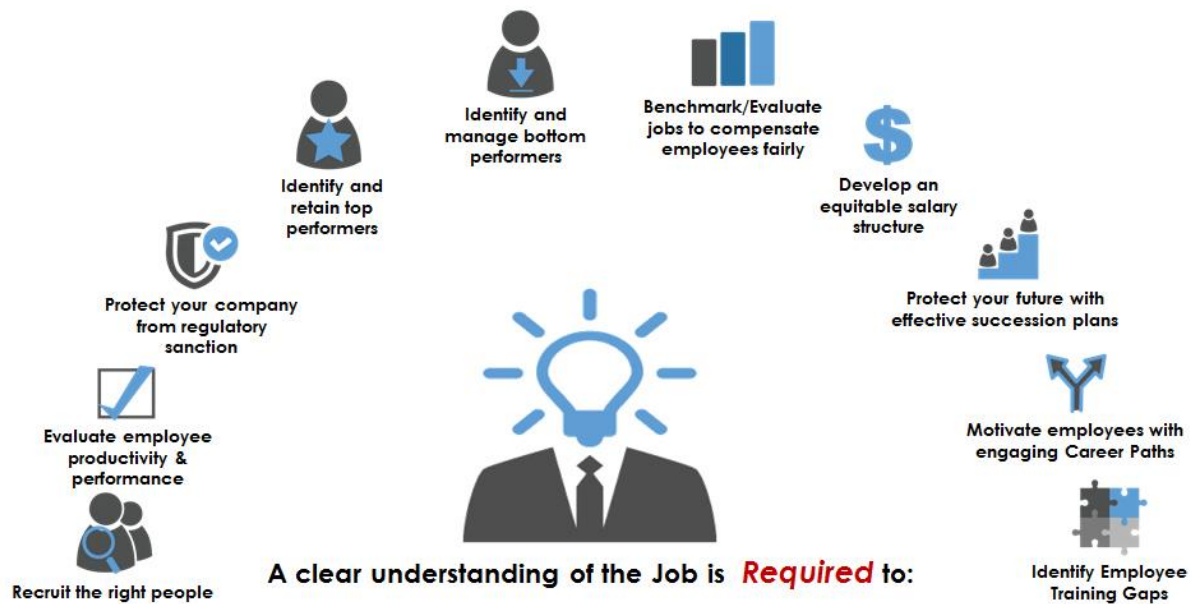 Identify and
manage bottom
performers
Benchmark/Evaluate
jobs to compensate
employees fairly
Identify and
retain top
performers
$
Develop an
equitable salary
structure
Protect your company
from regulatory
sanction
Protect your future with
effective succession plans
Evaluate employee
productivity &
performance
Motivate employees with
engaging Career Paths
Recruit the right people
A clear understanding of the Job is Required to:
Identify Employee
Training Gaps